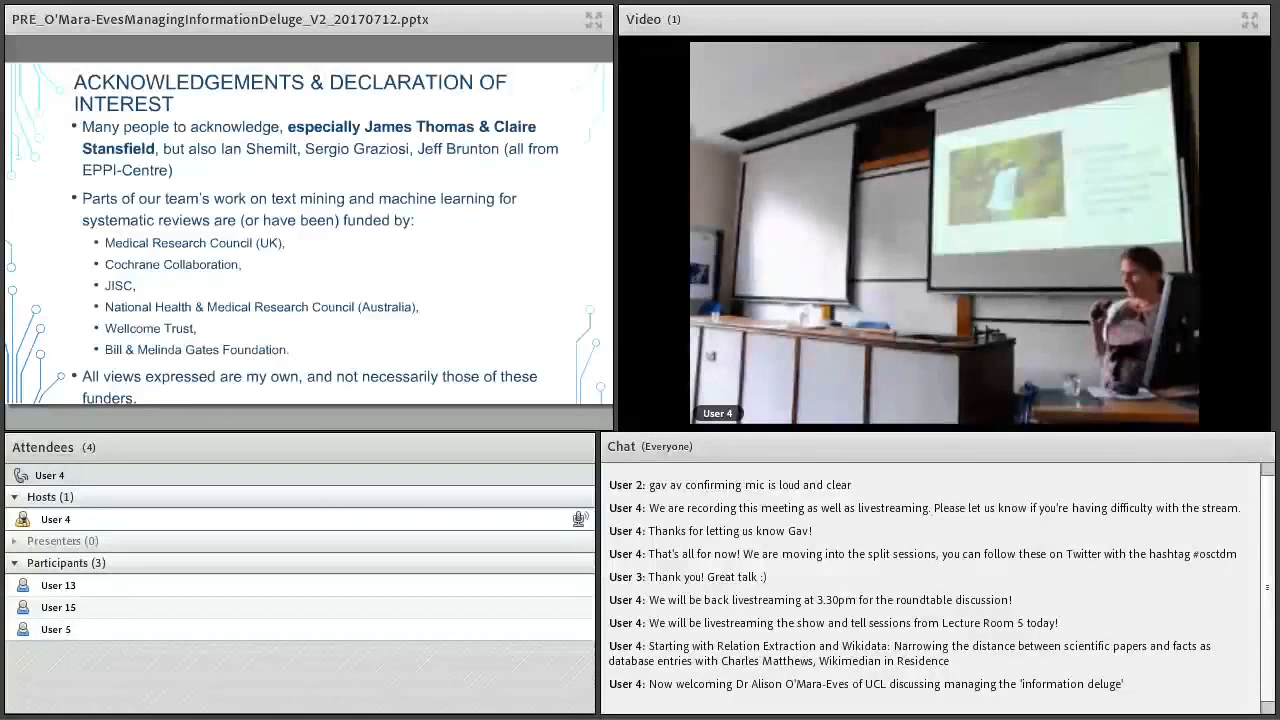 PRE_O'Mara-EvesManagingInformationDeluge_V2_20170712.pptx
ACKNOWLEDGEMENTS & DECLARATION OF
INTEREST
• Many people to acknowledge, especially James Thomas & Claire
Stansfield, but also Ian Shemilt, Sergio Graziosi, Jeff Brunton (all from
EPPI-Centre)
• Parts of our team's work on text mining and machine learning for
systematic reviews are (or have been) funded by:
• Medical Research Council (UK),
• Cochrane Collaboration,
• JISC,
• National Health & Medical Research Council (Australia),
• Wellcome Trust,
• Bill & Melinda Gates Foundation.
• All views expressed are my own, and not necessarily those of these
funders.
Video (1)
User 4
Attendees (4)
User 4
Hosts (1)
User 4
Presenters (0)
Participants (3)
User 13
User 15
User 5
Chat (Everyone)
User 2: gav av confirming mic is loud and clear
User 4: We are recording this meeting as well as livestreaming. Please let us know if you're having difficulty with the stream.
User 4: Thanks for letting us know Gav!
User 4: That's all for now! We are moving into the split sessions, you can follow these on Twitter with the hashtag #osctdm
User 3: Thank you! Great talk :)
User 4: We will be back livestreaming at 3.30pm for the roundtable discussion!
User 4: We will be livestreaming the show and tell sessions from Lecture Room 5 today!
User 4: Starting with Relation Extraction and Wikidata: Narrowing the distance between scientific papers and facts as
database entries with Charles Matthews, Wikimedian in Residence
User 4: Now welcoming Dr Alison O'Mara-Eves of UCL discussing managing the 'information deluge'